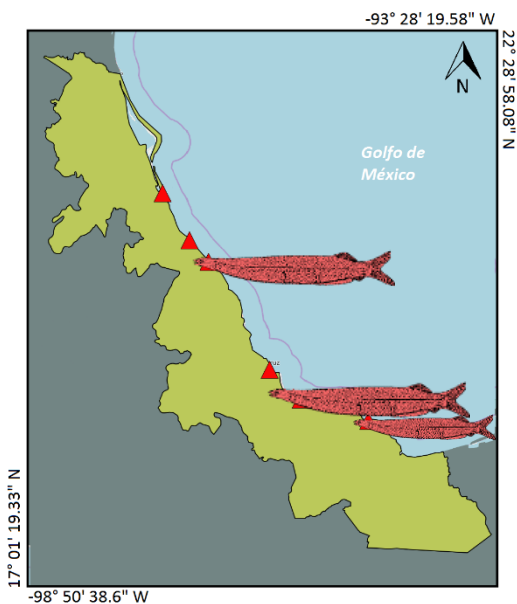 -93° 28' 19.58" W
22° 28' 58.08" N
N
Golfo de
México
17° 01' 19.33" N
-98° 50' 38.6" W